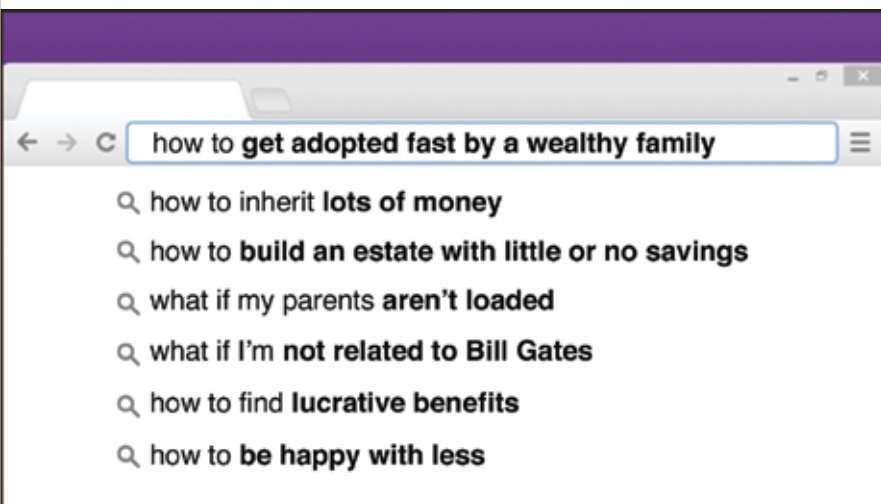 how to get adopted fast by a wealthy family
how to inherit lots of money
how to build an estate with little or no savings
what if my parents aren't loaded
what if I'm not related to Bill Gates
how to find lucrative benefits
how to be happy with less